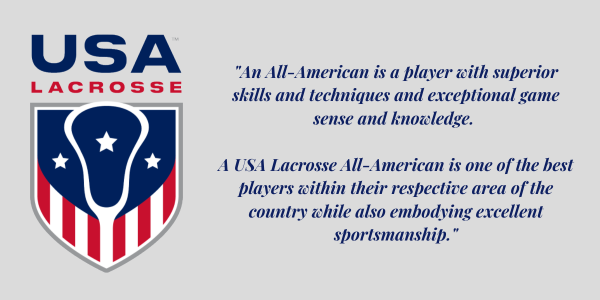 USA™
LACROSSE
"An All-American is a player with superior
skills and techniques and exceptional game
sense and knowledge.
A USA Lacrosse All-American is one of the best
players within their respective area of the
country while also embodying excellent
sportsmanship."